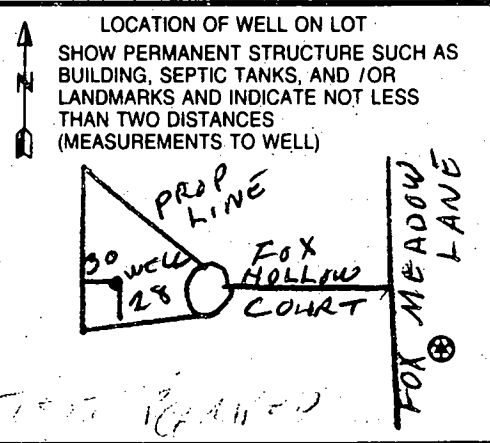 LOCATION OF WELL ON LOT
SHOW PERMANENT STRUCTURE SUCH AS
BUILDING, SEPTIC TANKS, AND /OR
LANDMARKS AND INDICATE NOT LESS
THAN TWO DISTANCES
(MEASUREMENTS TO WELL)
N
PROP
LINE
30
WELL
28
FOX
HOLLOW
COURT
FOX MEADOW
LANE